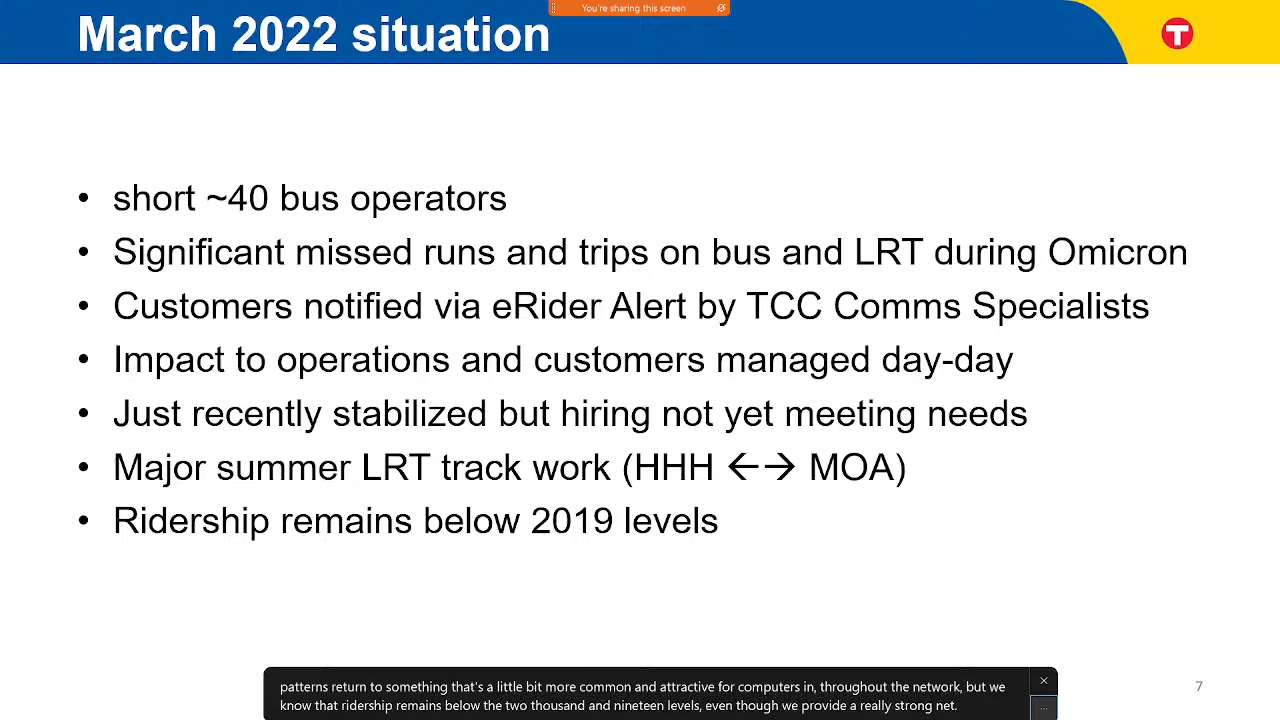 You're sharing this screen
March 2022 situation
T
• short ~40 bus operators
• Significant missed runs and trips on bus and LRT during Omicron
• Customers notified via eRider Alert by TCC Comms Specialists
• Impact to operations and customers managed day-day
• Just recently stabilized but hiring not yet meeting needs
• Major summer LRT track work (HHH ←→ MOA)
• Ridership remains below 2019 levels
patterns return to something that's a little bit more common and attractive for computers in, throughout the network, but we
know that ridership remains below the two thousand and nineteen levels, even though we provide a really strong net.
7